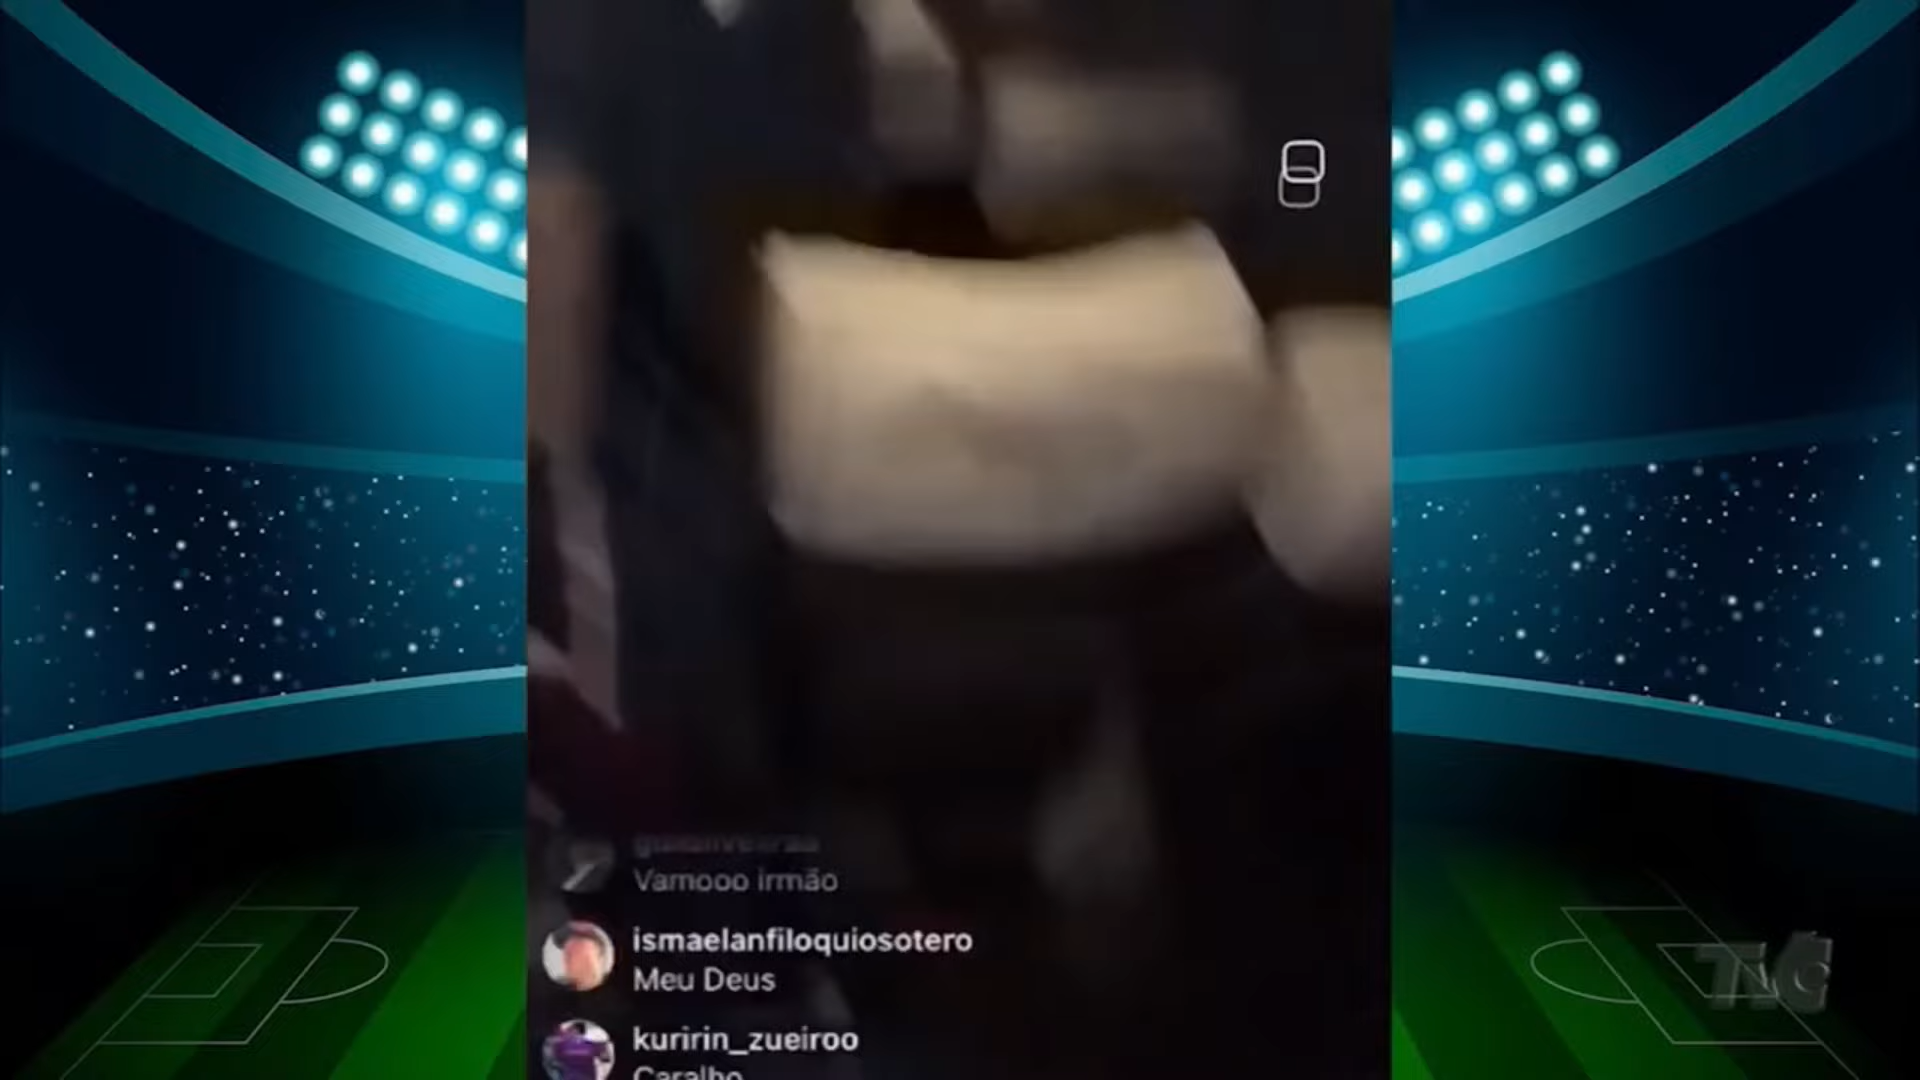 Vamooo irmão
ismaelanfiloquiosotero
Meu Deus
kuririn_zueiroo
Caralho